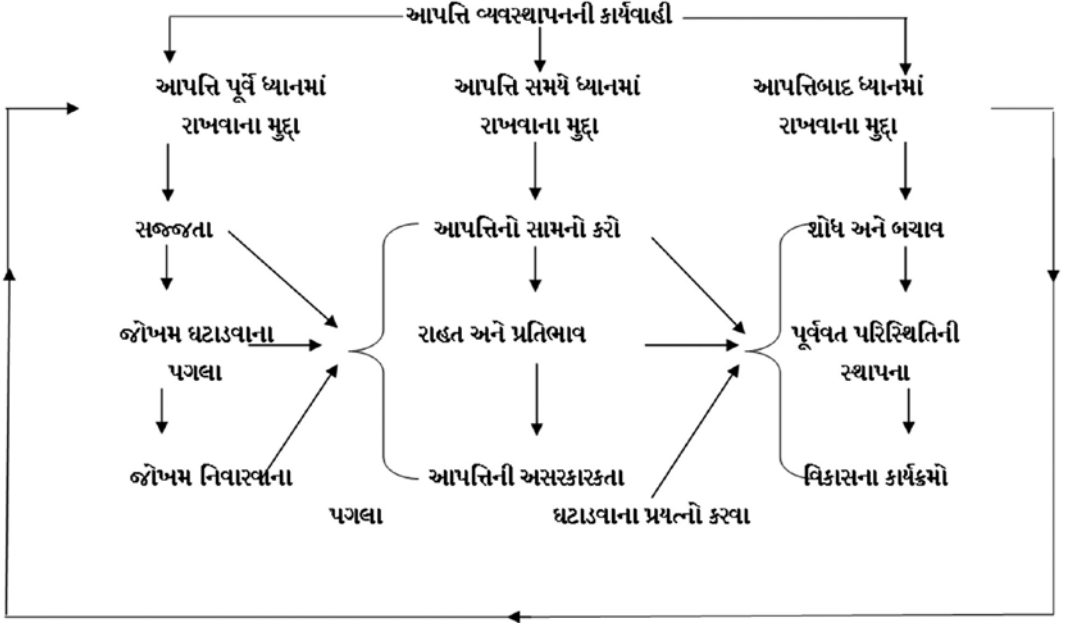 આપત્તિ વ્યવસ્થાપનની કાર્યવાહી
આપત્તિ પૂર્વે ધ્યાનમાં
રાખવાના મુદ્દા
આપત્તિ સમયે ધ્યાનમાં
રાખવાના મુદ્દા
આપત્તિબાદ ધ્યાનમાં
રાખવાના મુદ્દા
સજ્જતા
આપત્તિનો સામનો કરો
શોધ અને બચાવ
જોખમ ઘટાડવાના
પગલા
રાહત અને પ્રતિભાવ
પૂર્વવત પરિસ્થિતિની
સ્થાપના
જોખમ નિવારવાના
પગલા
આપત્તિની અસરકારકતા
ઘટાડવાના પ્રયત્નો કરવા
વિકાસના કાર્યક્રમો